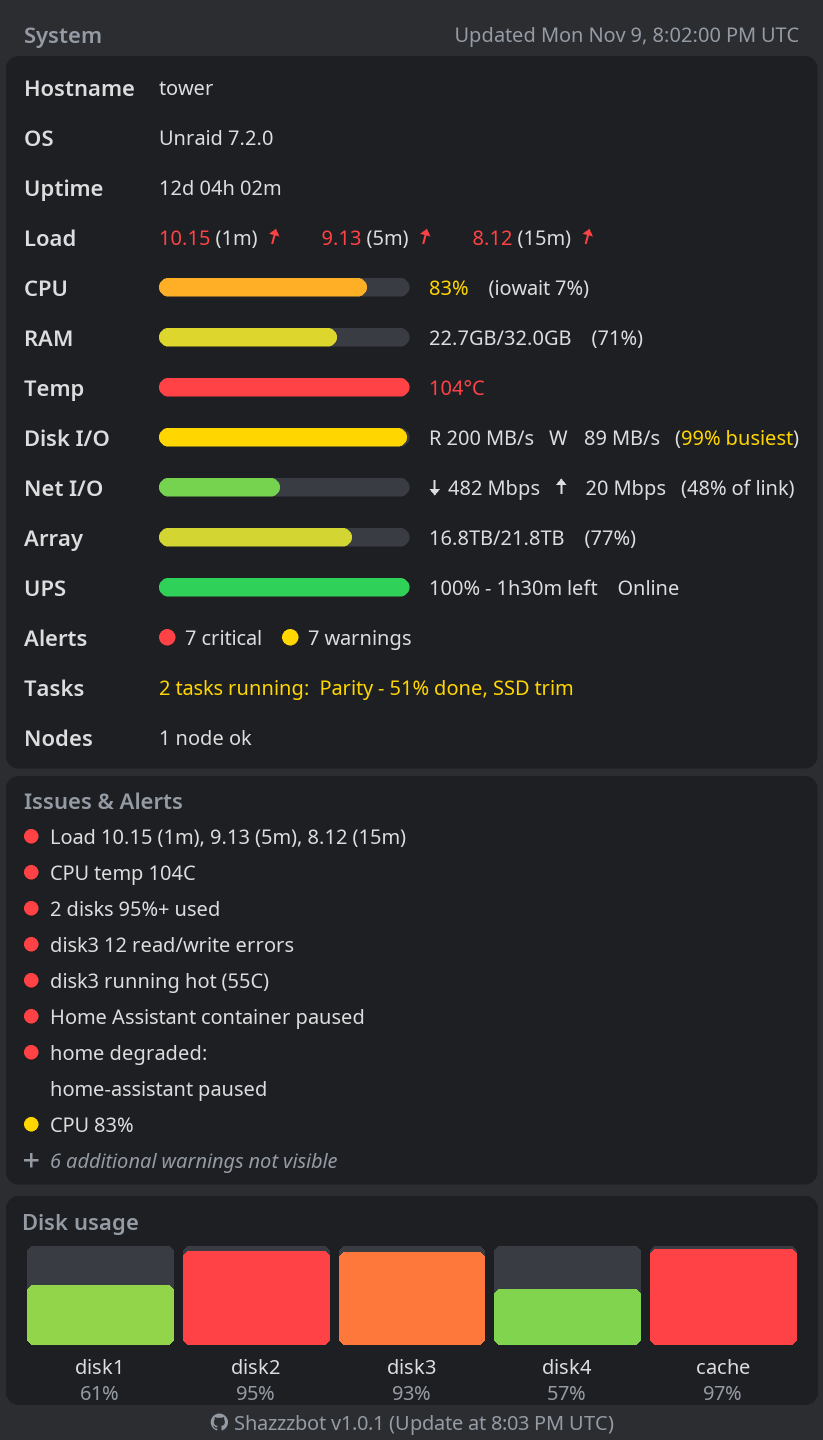 System Updated Mon Nov 9, 8:02:00 PM UTC
Hostname tower
OS Unraid 7.2.0
Uptime 12d 04h 02m
Load 10.15 (1m) ↑ 9.13 (5m) ↑ 8.12 (15m) ↑
CPU 83% (iowait 7%)
RAM 22.7GB/32.0GB (71%)
Temp 104°C
Disk I/O R 200 MB/s W 89 MB/s (99% busiest)
Net I/O ↓ 482 Mbps ↑ 20 Mbps (48% of link)
Array 16.8TB/21.8TB (77%)
UPS 100% - 1h30m left Online
Alerts 7 critical 7 warnings
Tasks 2 tasks running: Parity - 51% done, SSD trim
Nodes 1 node ok
Issues & Alerts
Load 10.15 (1m), 9.13 (5m), 8.12 (15m)
CPU temp 104C
2 disks 95%+ used
disk3 12 read/write errors
disk3 running hot (55C)
Home Assistant container paused
home degraded:
home-assistant paused
CPU 83%
+ 6 additional warnings not visible
Disk usage
disk1 disk2 disk3 disk4 cache
61% 95% 93% 57% 97%
Shazzzbot v1.0.1 (Update at 8:03 PM UTC)